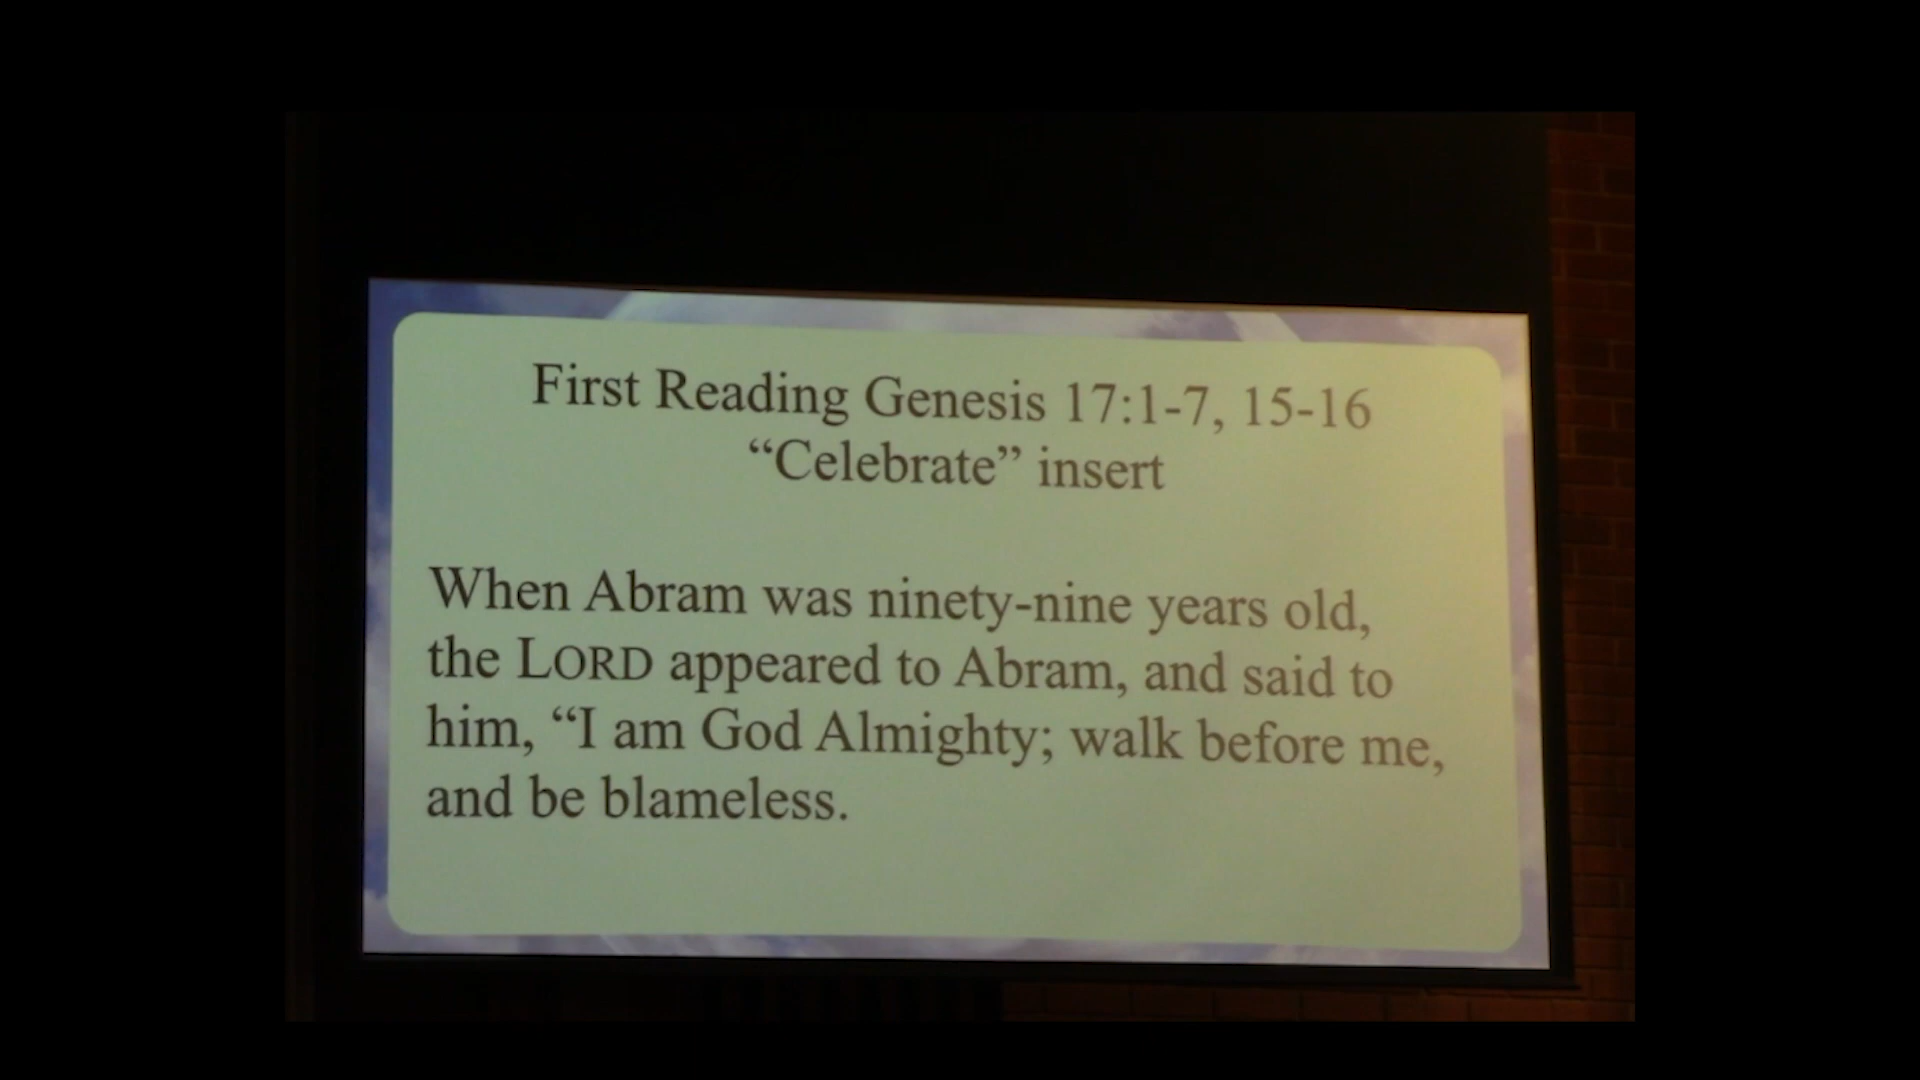 First Reading Genesis 17:1-7, 15-16
“Celebrate” insert
When Abram was ninety-nine years old,
the LORD appeared to Abram, and said to
him, “I am God Almighty; walk before me,
and be blameless.